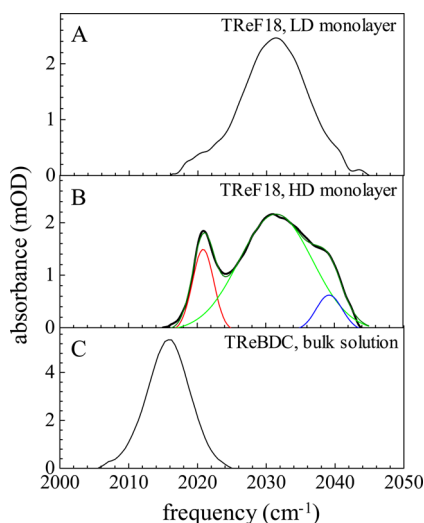 A
TReF18, LD monolayer
2
1
0
B
TReF18, HD monolayer
2
1
0
absorbance (mOD)
C
TReBDC, bulk solution
4
2
0
2000 2010 2020 2030 2040 2050
frequency (cm-1)